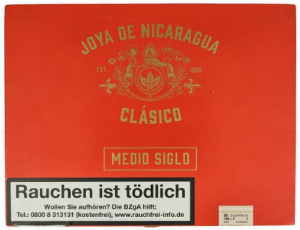 JOYA DE NICARAGUA
EST. 1968
CLÁSICO
MEDIO SIGLO
Rauchen ist tödlich
Wollen Sie aufhören? Die BZgA hilft:
Tel.: 0800 8 313131 (kostenfrei), www.rauchfrei-info.de